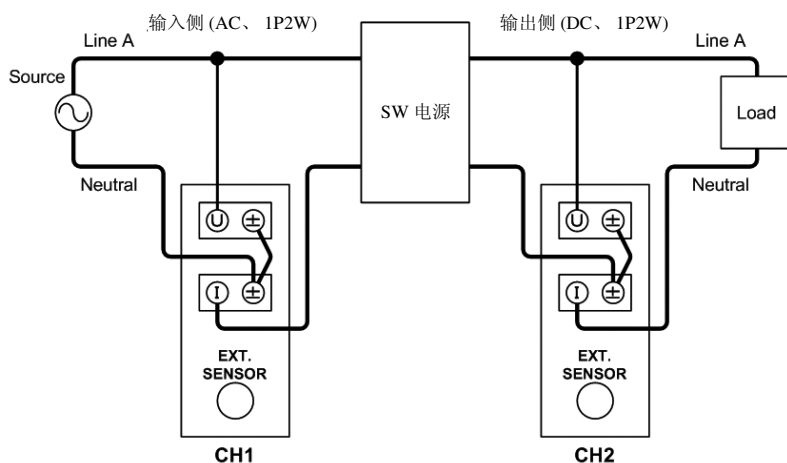 输入侧 (AC、 1P2W)
输出侧 (DC、 1P2W)
Line A
Line A
Source
SW 电源
Load
Neutral
Neutral
U ±
U ±
I ±
I ±
EXT.
SENSOR
EXT.
SENSOR
CH1
CH2